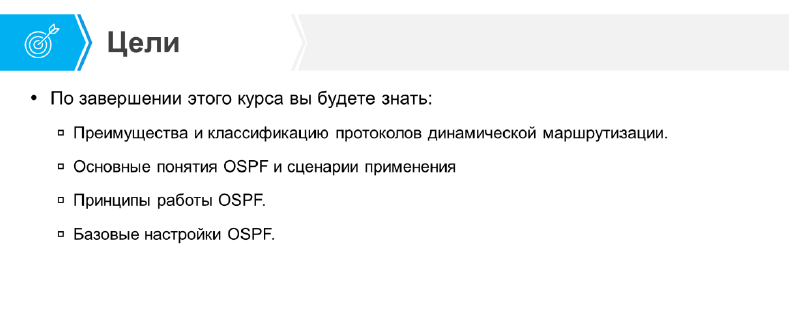 Цели
• По завершении этого курса вы будете знать:
▫ Преимущества и классификацию протоколов динамической маршрутизации.
▫ Основные понятия OSPF и сценарии применения
▫ Принципы работы OSPF.
▫ Базовые настройки OSPF.